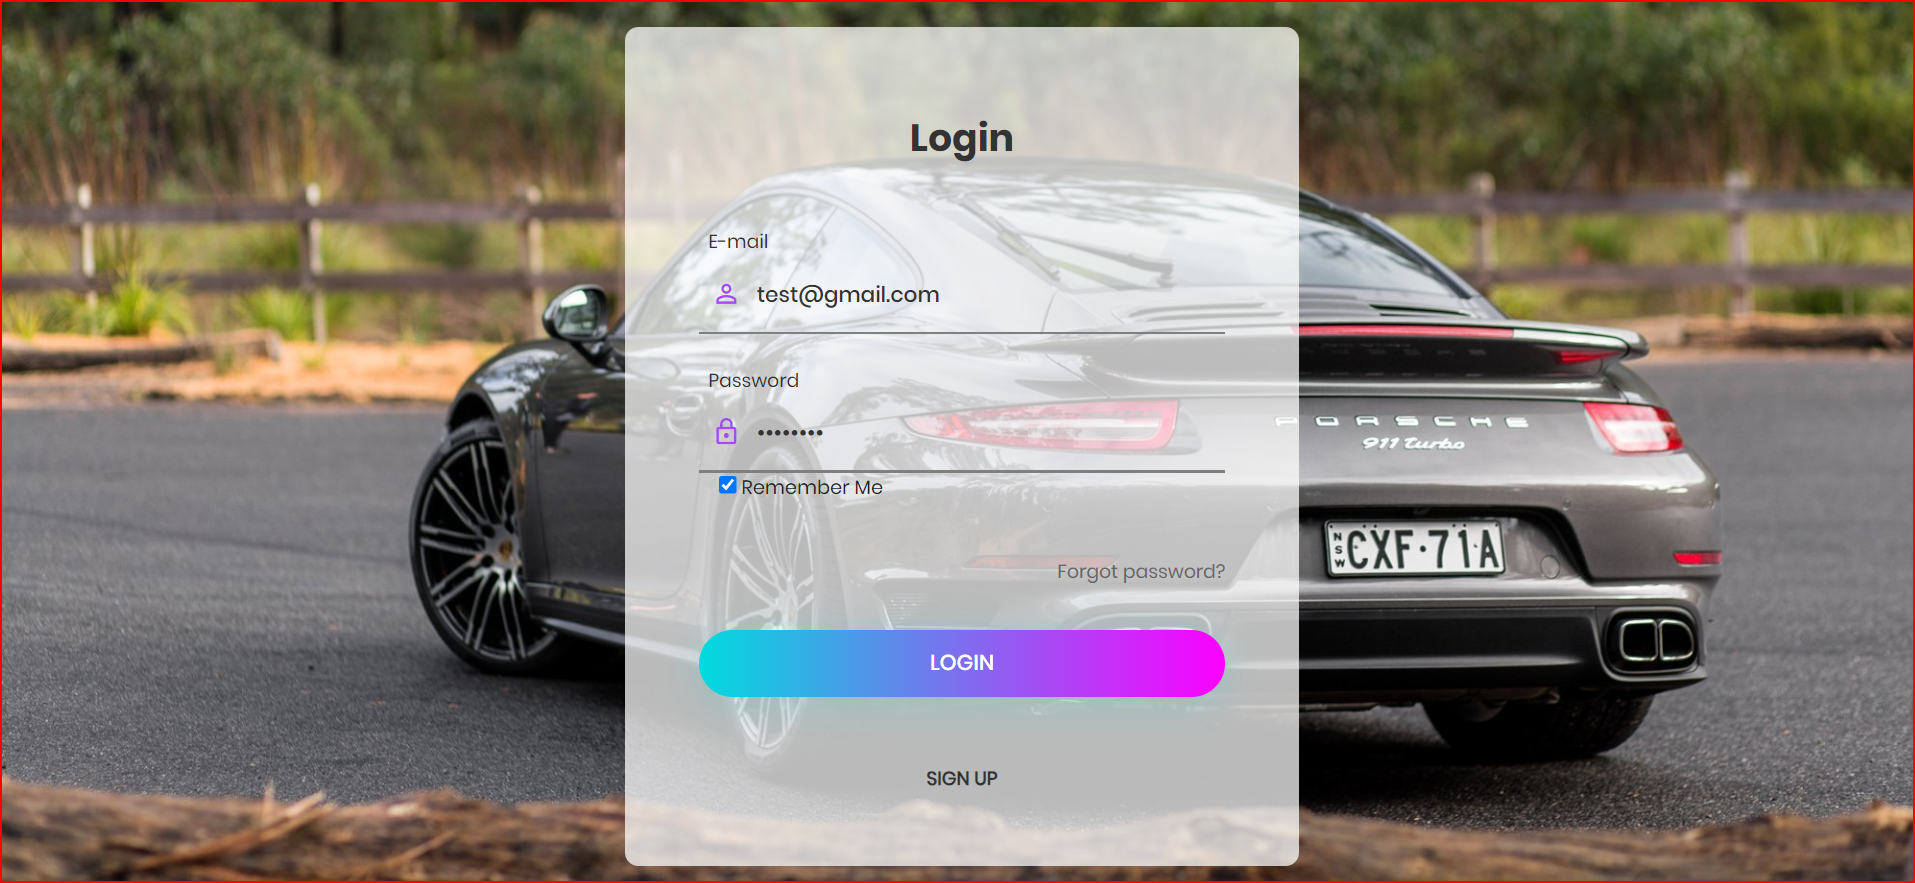 Login
E-mail
test@gmail.com
Password
••••••••
Remember Me
Forgot password?
LOGIN
SIGN UP
PORSCHE
911 turbo
NSW CXF·71A